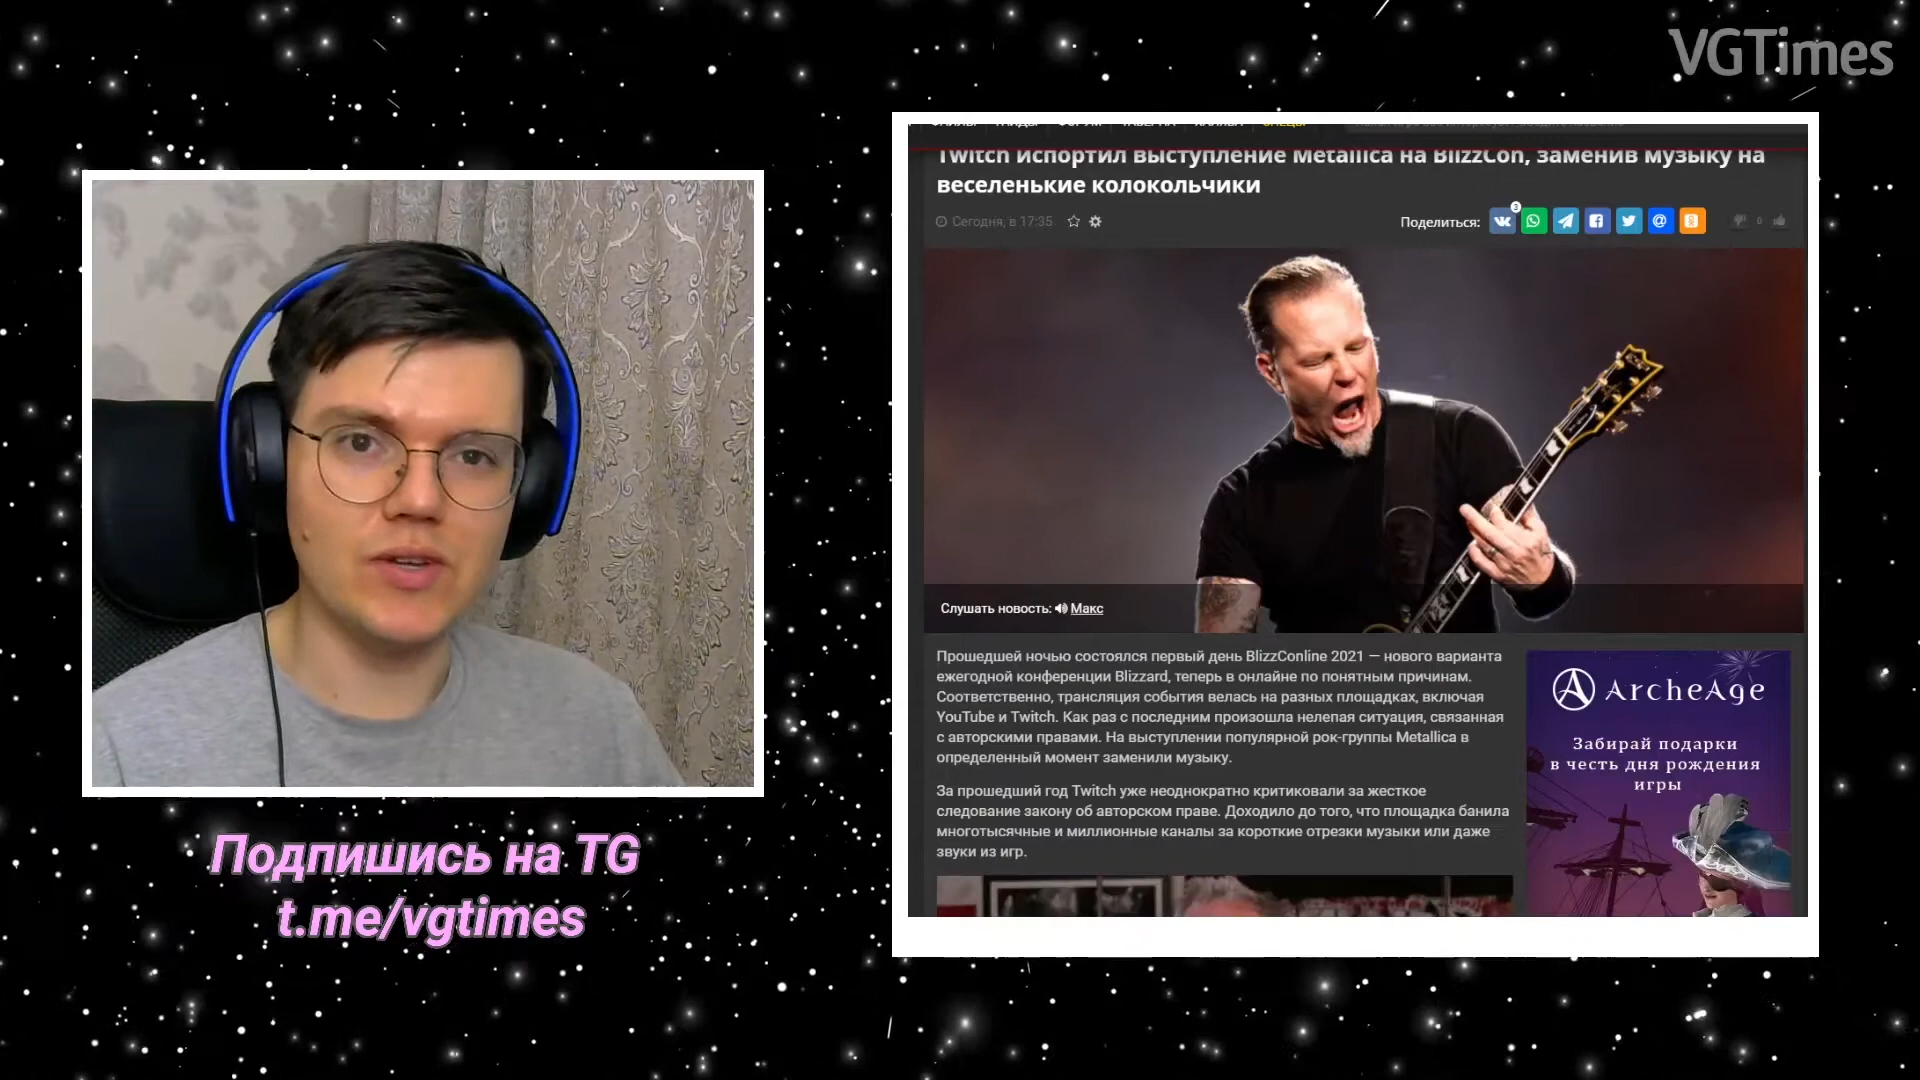 VGTimes
Twitch испортил выступление Metallica на BlizzCon, заменив музыку на
веселенькие колокольчики
Сегодня, в 17:35
Поделиться:
3
0
Слушать новость: Макс
Прошедшей ночью состоялся первый день BlizzConline 2021 — нового варианта
ежегодной конференции Blizzard, теперь в онлайне по понятным причинам.
Соответственно, трансляция события велась на разных площадках, включая
YouTube и Twitch. Как раз с последним произошла нелепая ситуация, связанная
с авторскими правами. На выступлении популярной рок-группы Metallica в
определенный момент заменили музыку.
За прошедший год Twitch уже неоднократно критиковали за жесткое
следование закону об авторском праве. Доходило до того, что площадка банила
многотысячные и миллионные каналы за короткие отрезки музыки или даже
звуки из игр.
ArcheAge
Забирай подарки
в честь дня рождения
игры
Подпишись на TG
t.me/vgtimes